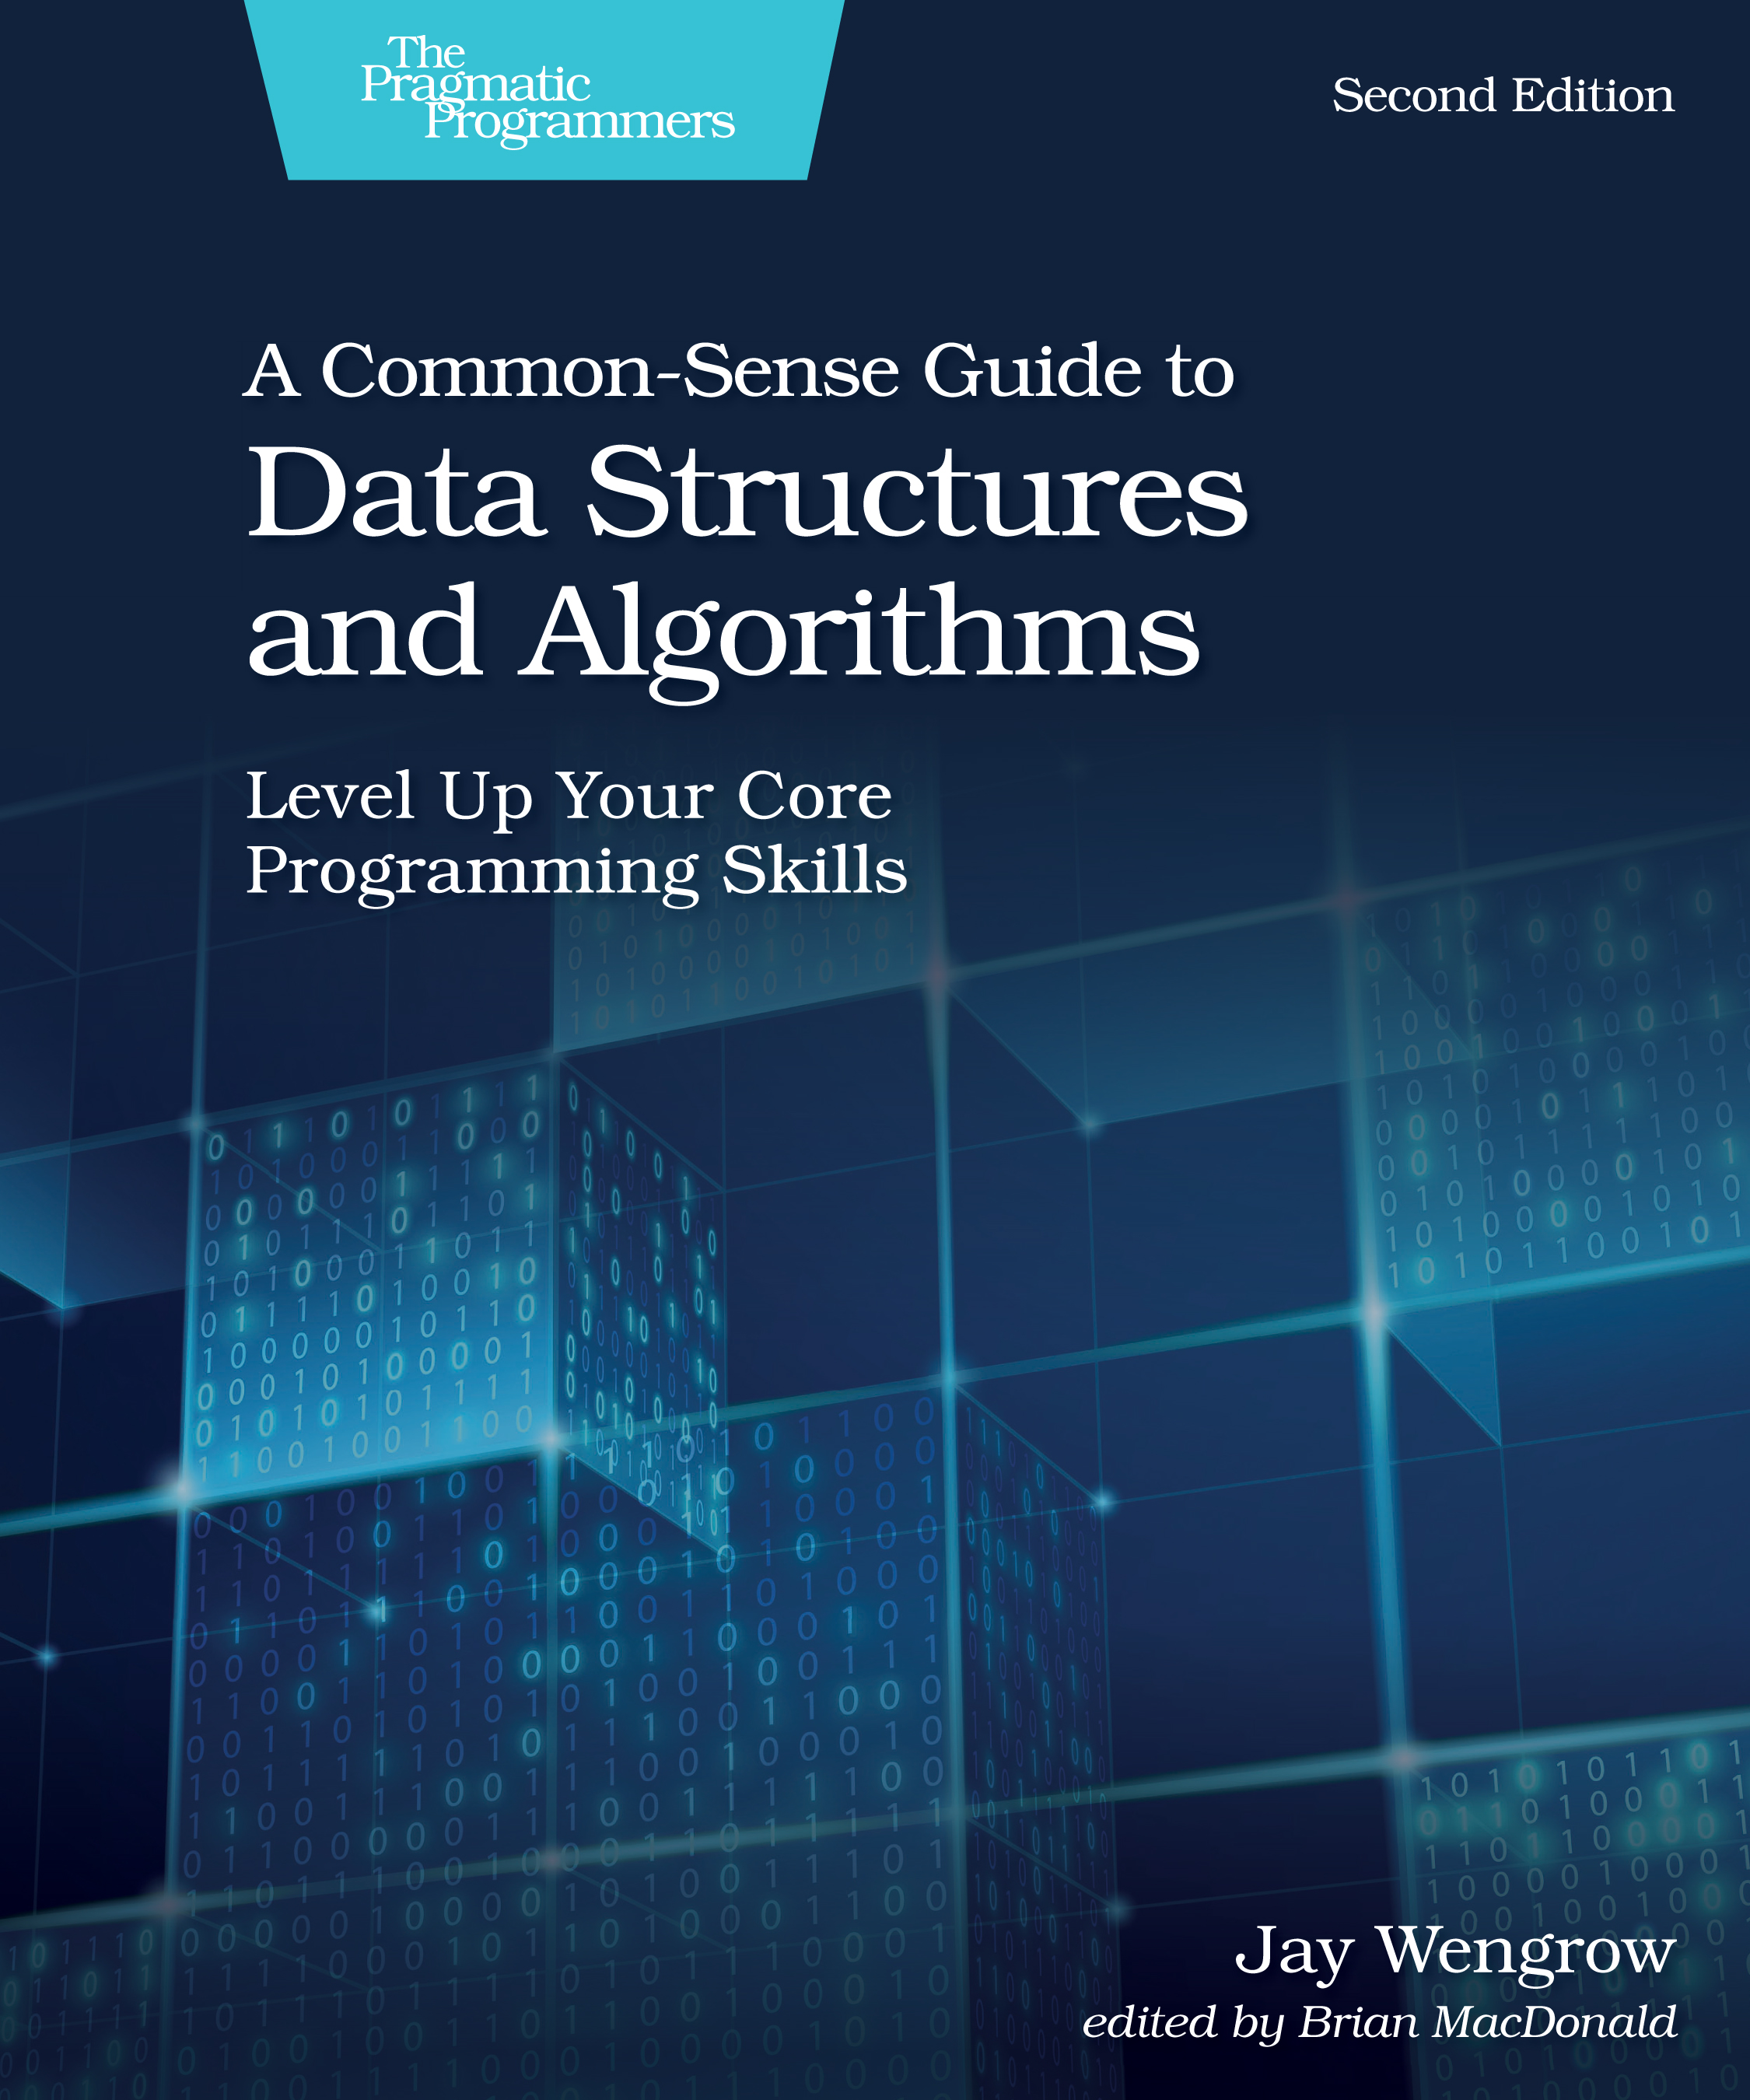 The
Pragmatic
Programmers
Second Edition
A Common-Sense Guide to
Data Structures
and Algorithms
Level Up Your Core
Programming Skills
Jay Wengrow
edited by Brian MacDonald